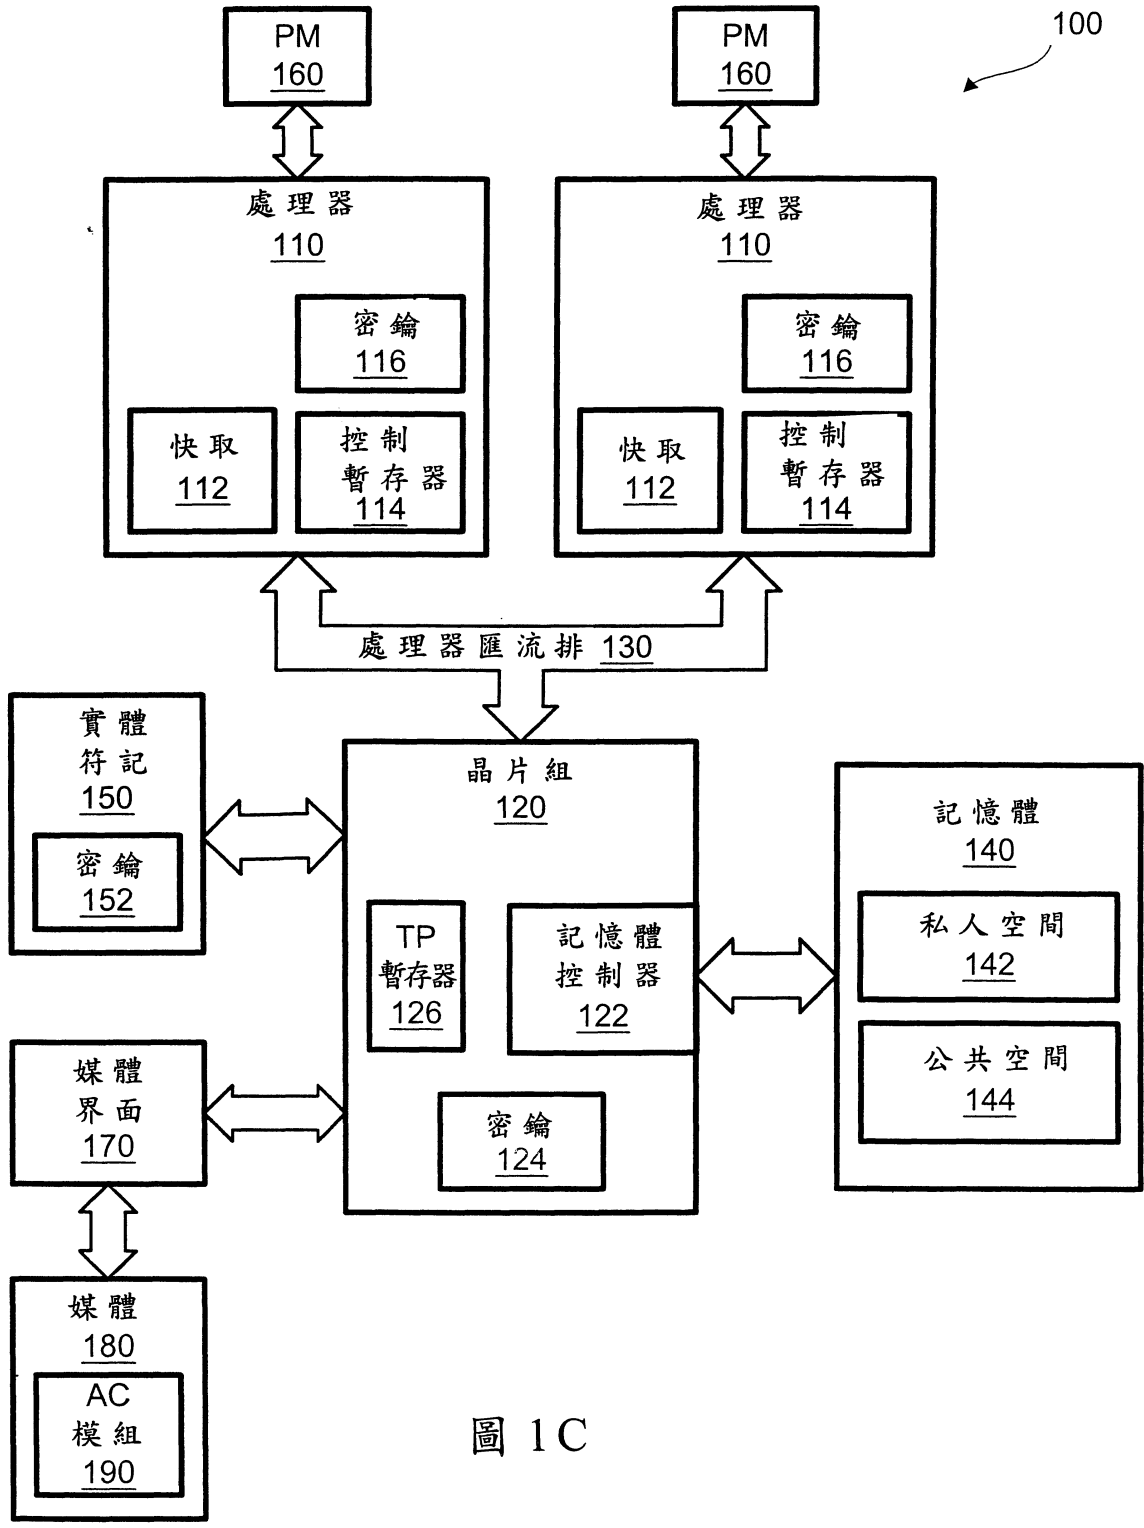 100
PM
160
PM
160
處理器
110
密鑰
116
快取
112
控制
暫存器
114
處理器
110
密鑰
116
快取
112
控制
暫存器
114
處理器匯流排 130
實體
符記
150
密鑰
152
晶片組
120
TP
暫存器
126
記憶體
控制器
122
密鑰
124
記憶體
140
私人空間
142
公共空間
144
媒體
界面
170
媒體
180
AC
模組
190
圖 1C